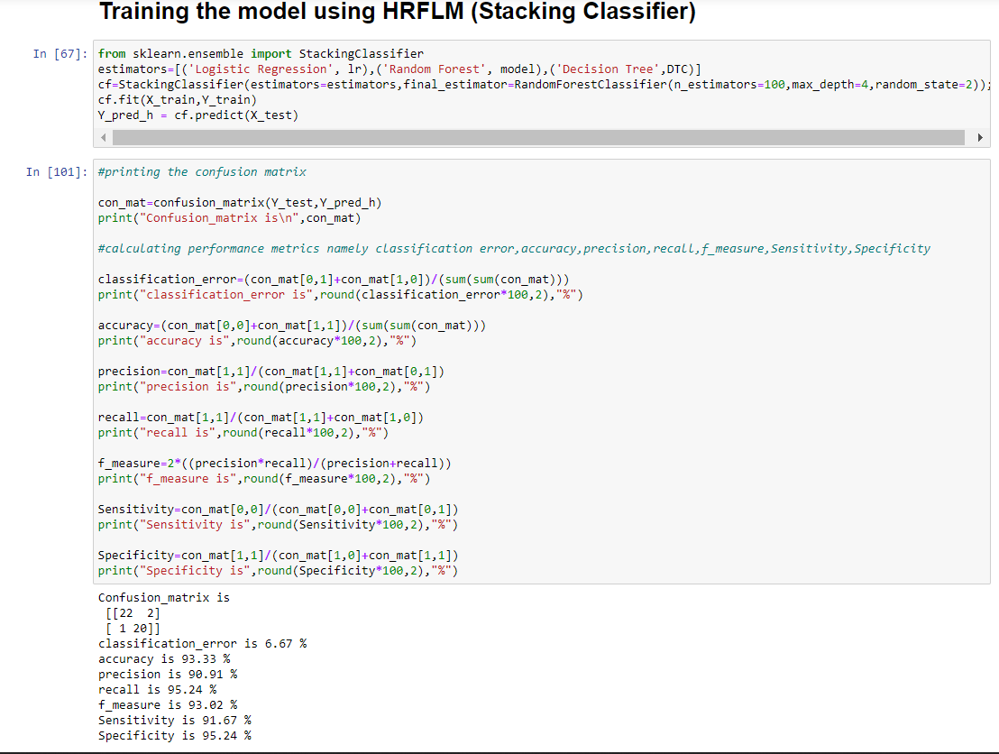 Training the model using HRFLM (Stacking Classifier)
In [67]:
from sklearn.ensemble import StackingClassifier
estimators=[('Logistic Regression', lr),('Random Forest', model),('Decision Tree',DTC)]
cf=StackingClassifier(estimators=estimators,final_estimator=RandomForestClassifier(n_estimators=100,max_depth=4,random_state=2));
cf.fit(X_train,Y_train)
Y_pred_h = cf.predict(X_test)
In [101]:
#printing the confusion matrix
con_mat=confusion_matrix(Y_test,Y_pred_h)
print("Confusion_matrix is\n",con_mat)
#calculating performance metrics namely classification error,accuracy,precision,recall,f_measure,Sensitivity,Specificity
classification_error=(con_mat[0,1]+con_mat[1,0])/(sum(sum(con_mat)))
print("classification_error is",round(classification_error*100,2),"%")
accuracy=(con_mat[0,0]+con_mat[1,1])/(sum(sum(con_mat)))
print("accuracy is",round(accuracy*100,2),"%")
precision=con_mat[1,1]/(con_mat[1,1]+con_mat[0,1])
print("precision is",round(precision*100,2),"%")
recall=con_mat[1,1]/(con_mat[1,1]+con_mat[1,0])
print("recall is",round(recall*100,2),"%")
f_measure=2*((precision*recall)/(precision+recall))
print("f_measure is",round(f_measure*100,2),"%")
Sensitivity=con_mat[0,0]/(con_mat[0,0]+con_mat[0,1])
print("Sensitivity is",round(Sensitivity*100,2),"%")
Specificity=con_mat[1,1]/(con_mat[1,0]+con_mat[1,1])
print("Specificity is",round(Specificity*100,2),"%")
Confusion_matrix is
[[22  2]
[ 1 20]]
classification_error is 6.67 %
accuracy is 93.33 %
precision is 90.91 %
recall is 95.24 %
f_measure is 93.02 %
Sensitivity is 91.67 %
Specificity is 95.24 %